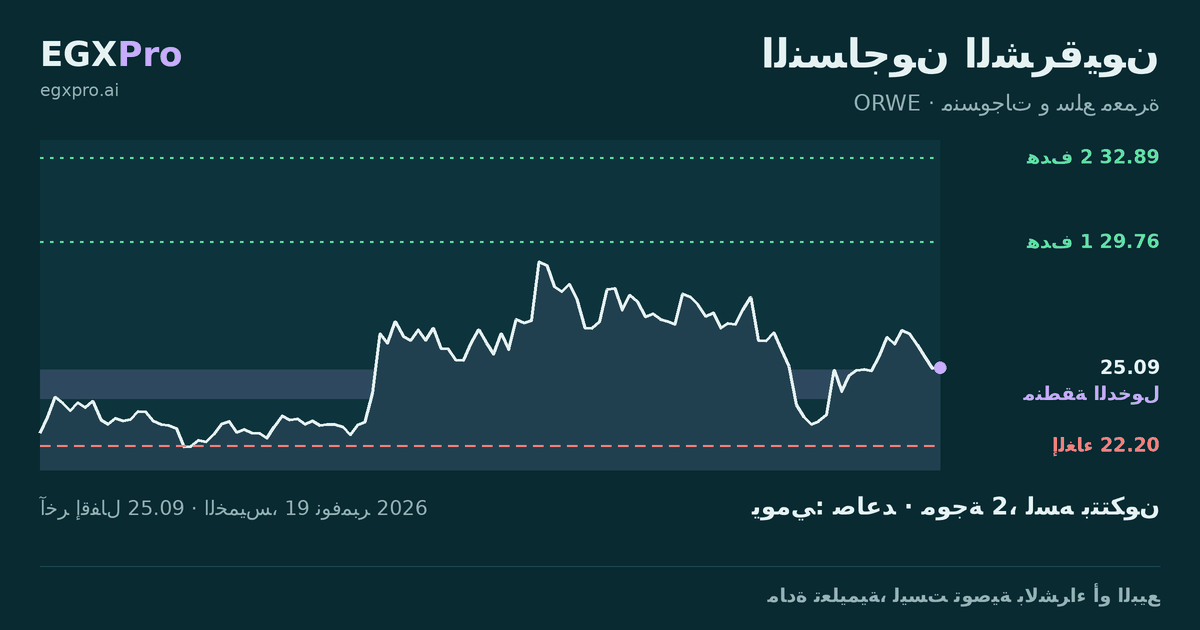 EGXPro
egxpro.ai
النساجون الشرقيون
ORWE · منسوجات و سلع معمرة
هدف 2 32.89
هدف 1 29.76
25.09
منطقة الدخول
إلغاء 22.20
يومي: صاعد · موجة 2، لسه بتتكون
آخر إقفال 25.09 · الخميس، 19 نوفمبر 2026
مادة تعليمية، ليست توصية بالشراء أو البيع